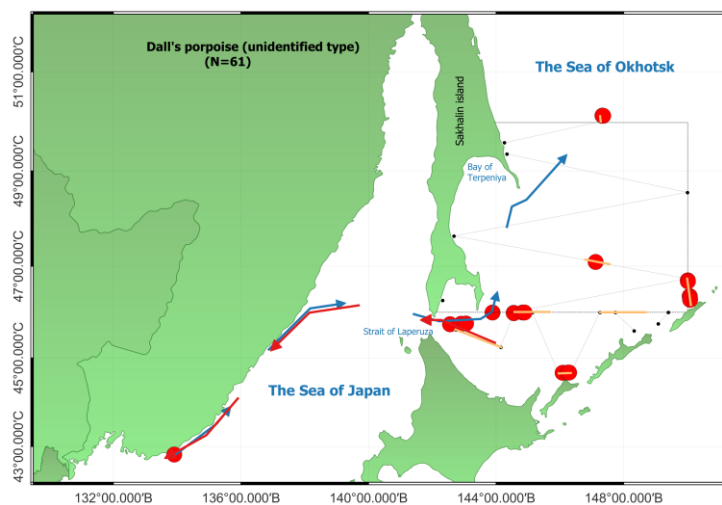 Dall's porpoise (unidentified type)
(N=61)
The Sea of Okhotsk
Sakhalin island
Bay of
Terpeniya
Strait of Laperuza
The Sea of Japan
51°00.000'С
49°00.000'С
47°00.000'С
45°00.000'С
43°00.000'С
132°00.000'В
136°00.000'В
140°00.000'В
144°00.000'В
148°00.000'В